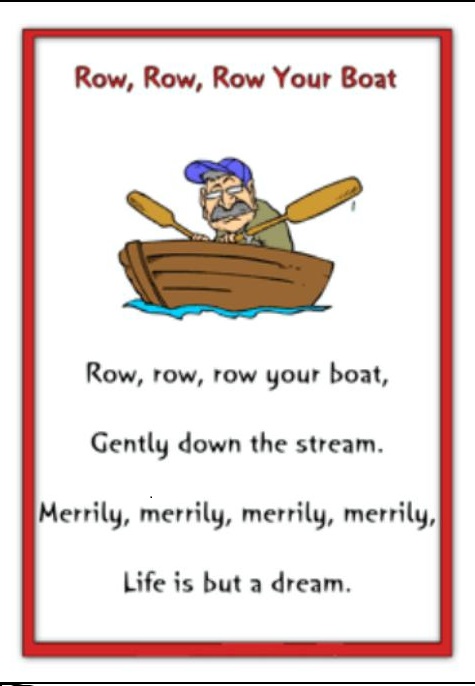 Row, Row, Row Your Boat
Row, row, row your boat,
Gently down the stream.
Merrily, merrily, merrily, merrily,
Life is but a dream.